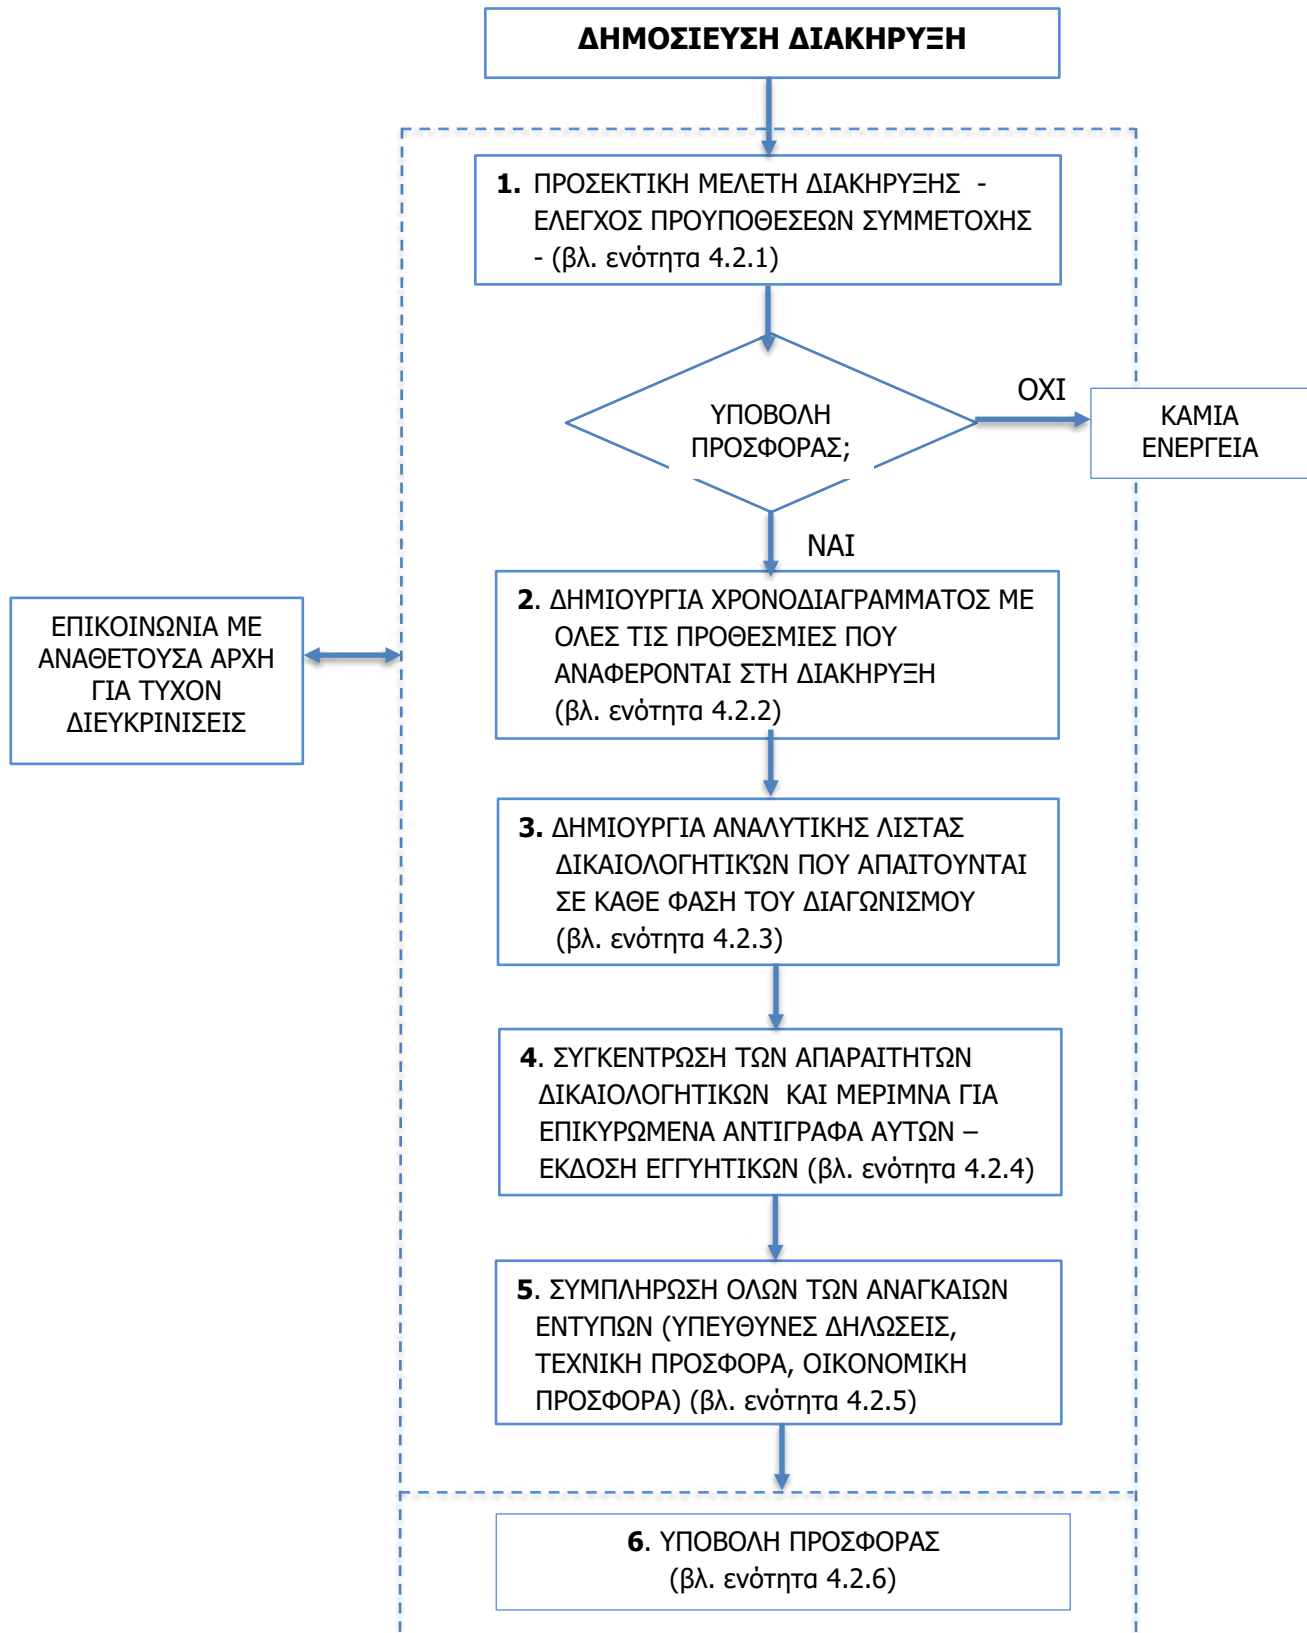 ΔΗΜΟΣΙΕΥΣΗ ΔΙΑΚΗΡΥΞΗ
1. ΠΡΟΣΕΚΤΙΚΗ ΜΕΛΕΤΗ ΔΙΑΚΗΡΥΞΗΣ -
ΕΛΕΓΧΟΣ ΠΡΟΥΠΟΘΕΣΕΩΝ ΣΥΜΜΕΤΟΧΗΣ
- (βλ. ενότητα 4.2.1)
ΥΠΟΒΟΛΗ
ΠΡΟΣΦΟΡΑΣ;
ΟΧΙ
ΚΑΜΙΑ
ΕΝΕΡΓΕΙΑ
ΝΑΙ
ΕΠΙΚΟΙΝΩΝΙΑ ΜΕ
ΑΝΑΘΕΤΟΥΣΑ ΑΡΧΗ
ΓΙΑ ΤΥΧΟΝ
ΔΙΕΥΚΡΙΝΙΣΕΙΣ
2. ΔΗΜΙΟΥΡΓΙΑ ΧΡΟΝΟΔΙΑΓΡΑΜΜΑΤΟΣ ΜΕ
ΟΛΕΣ ΤΙΣ ΠΡΟΘΕΣΜΙΕΣ ΠΟΥ
ΑΝΑΦΕΡΟΝΤΑΙ ΣΤΗ ΔΙΑΚΗΡΥΞΗ
(βλ. ενότητα 4.2.2)
3. ΔΗΜΙΟΥΡΓΙΑ ΑΝΑΛΥΤΙΚΗΣ ΛΙΣΤΑΣ
ΔΙΚΑΙΟΛΟΓΗΤΙΚΏΝ ΠΟΥ ΑΠΑΙΤΟΥΝΤΑΙ
ΣΕ ΚΑΘΕ ΦΑΣΗ ΤΟΥ ΔΙΑΓΩΝΙΣΜΟΥ
(βλ. ενότητα 4.2.3)
4. ΣΥΓΚΕΝΤΡΩΣΗ ΤΩΝ ΑΠΑΡΑΙΤΗΤΩΝ
ΔΙΚΑΙΟΛΟΓΗΤΙΚΩΝ ΚΑΙ ΜΕΡΙΜΝΑ ΓΙΑ
ΕΠΙΚΥΡΩΜΕΝΑ ΑΝΤΙΓΡΑΦΑ ΑΥΤΩΝ –
ΕΚΔΟΣΗ ΕΓΓΥΗΤΙΚΩΝ (βλ. ενότητα 4.2.4)
5. ΣΥΜΠΛΗΡΩΣΗ ΟΛΩΝ ΤΩΝ ΑΝΑΓΚΑΙΩΝ
ΕΝΤΥΠΩΝ (ΥΠΕΥΘΥΝΕΣ ΔΗΛΩΣΕΙΣ,
ΤΕΧΝΙΚΗ ΠΡΟΣΦΟΡΑ, ΟΙΚΟΝΟΜΙΚΗ
ΠΡΟΣΦΟΡΑ) (βλ. ενότητα 4.2.5)
6. ΥΠΟΒΟΛΗ ΠΡΟΣΦΟΡΑΣ
(βλ. ενότητα 4.2.6)